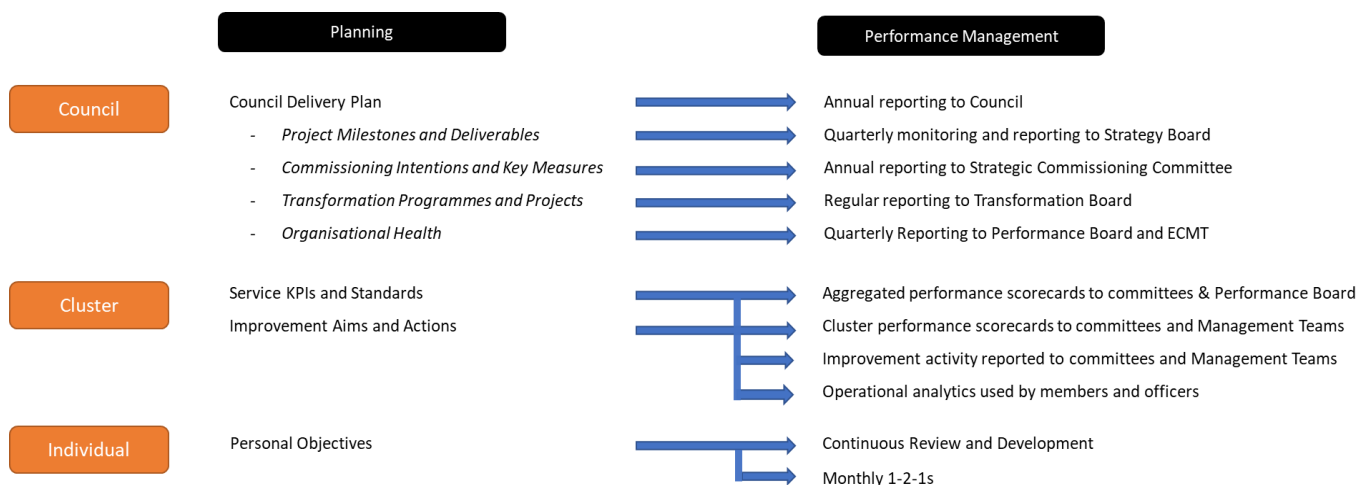 Planning
Performance Management
Council
Council Delivery Plan
Annual reporting to Council
- Project Milestones and Deliverables
Quarterly monitoring and reporting to Strategy Board
- Commissioning Intentions and Key Measures
Annual reporting to Strategic Commissioning Committee
- Transformation Programmes and Projects
Regular reporting to Transformation Board
- Organisational Health
Quarterly Reporting to Performance Board and ECMT
Cluster
Service KPIs and Standards
Aggregated performance scorecards to committees & Performance Board
Improvement Aims and Actions
Cluster performance scorecards to committees and Management Teams
Improvement activity reported to committees and Management Teams
Operational analytics used by members and officers
Individual
Personal Objectives
Continuous Review and Development
Monthly 1-2-1s